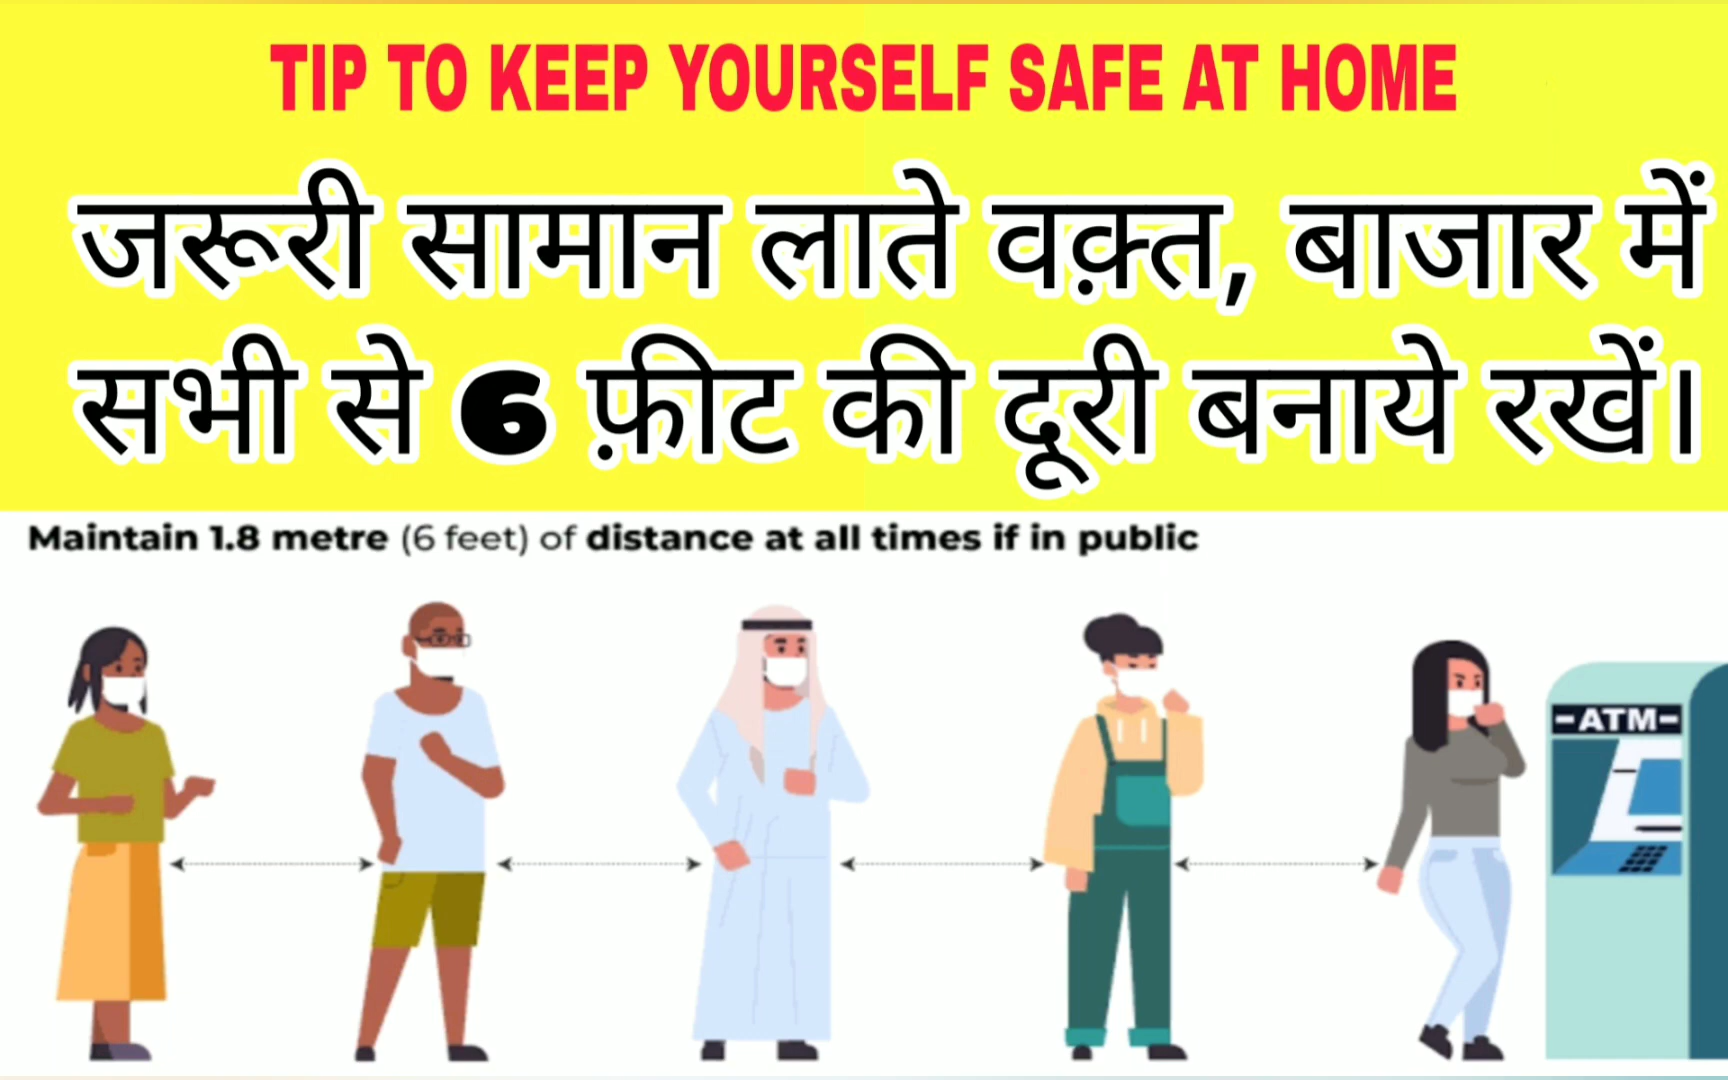 TIP TO KEEP YOURSELF SAFE AT HOME
जरूरी सामान लाते वक़्त, बाजार में
सभी से 6 फ़ीट की दूरी बनाये रखें।
Maintain 1.8 metre (6 feet) of distance at all times if in public
-ATM-